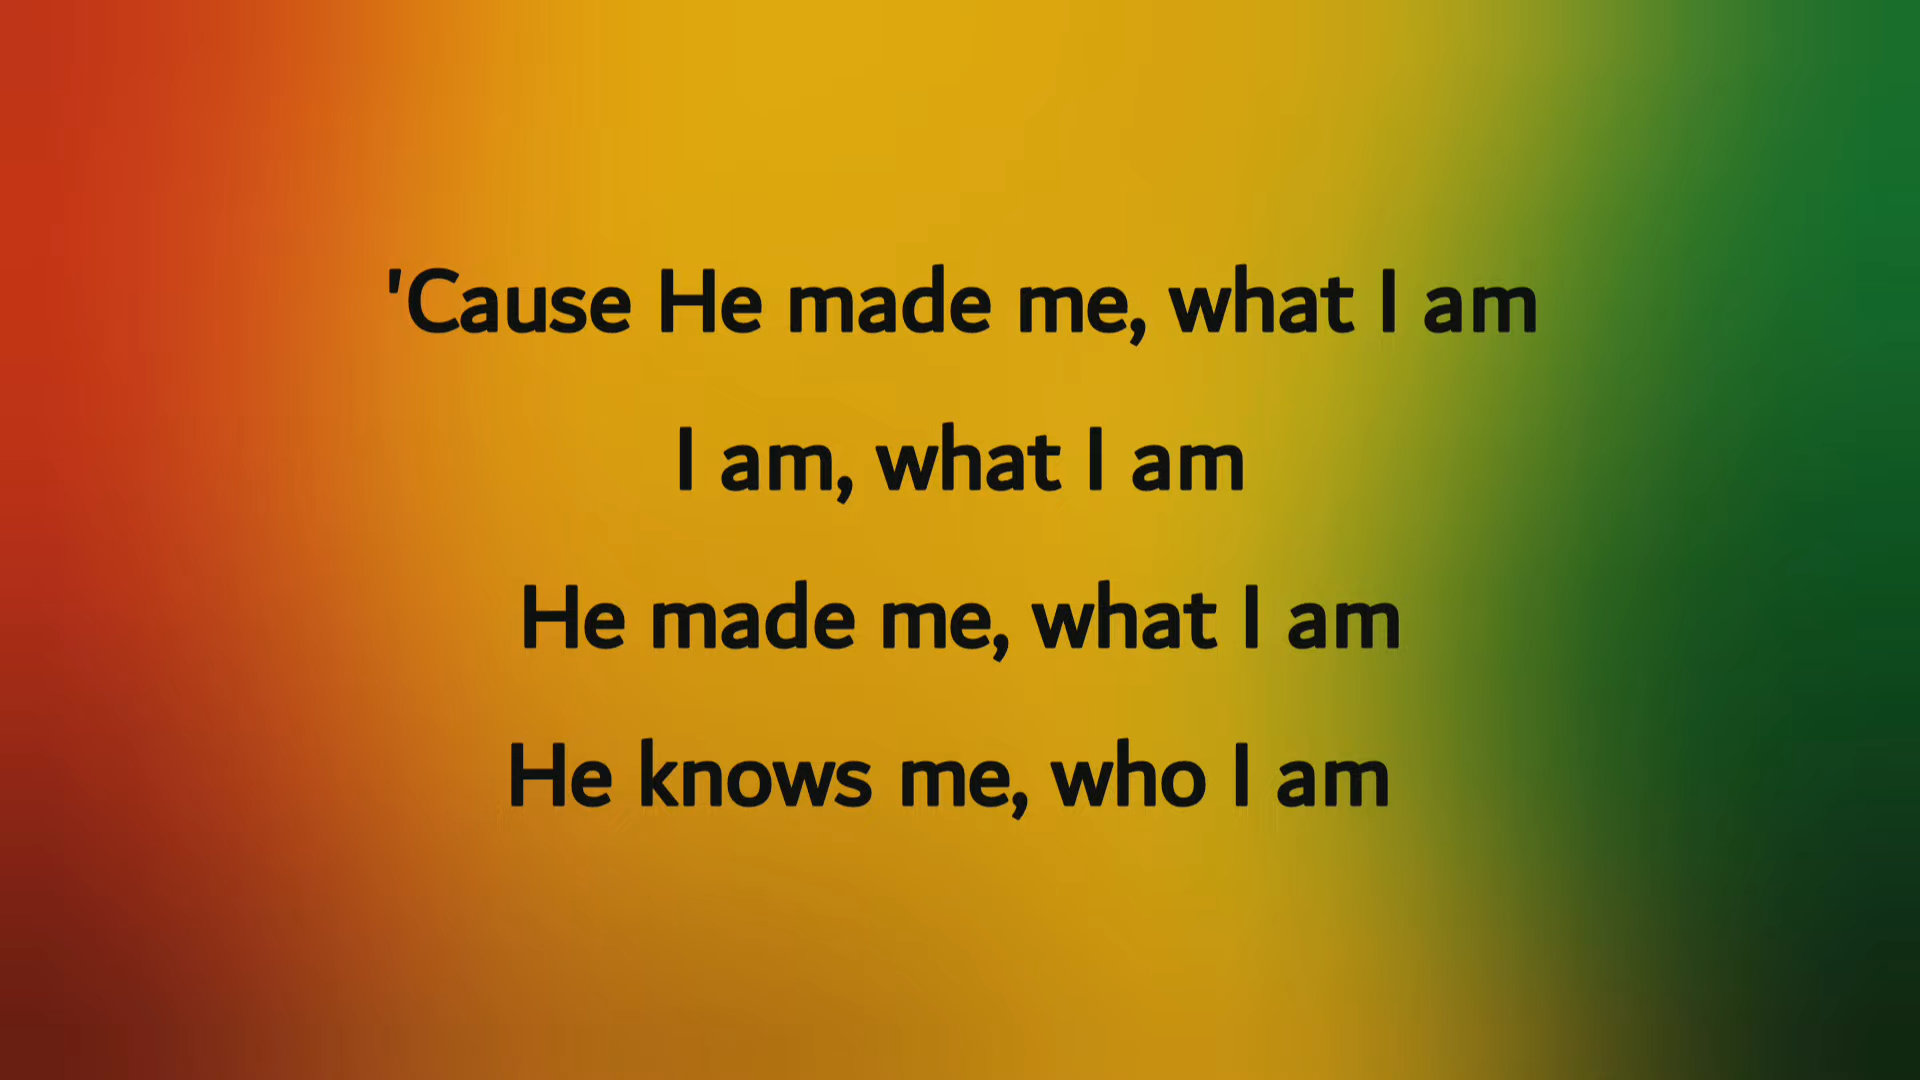 'Cause He made me, what I am
I am, what I am
He made me, what I am
He knows me, who I am